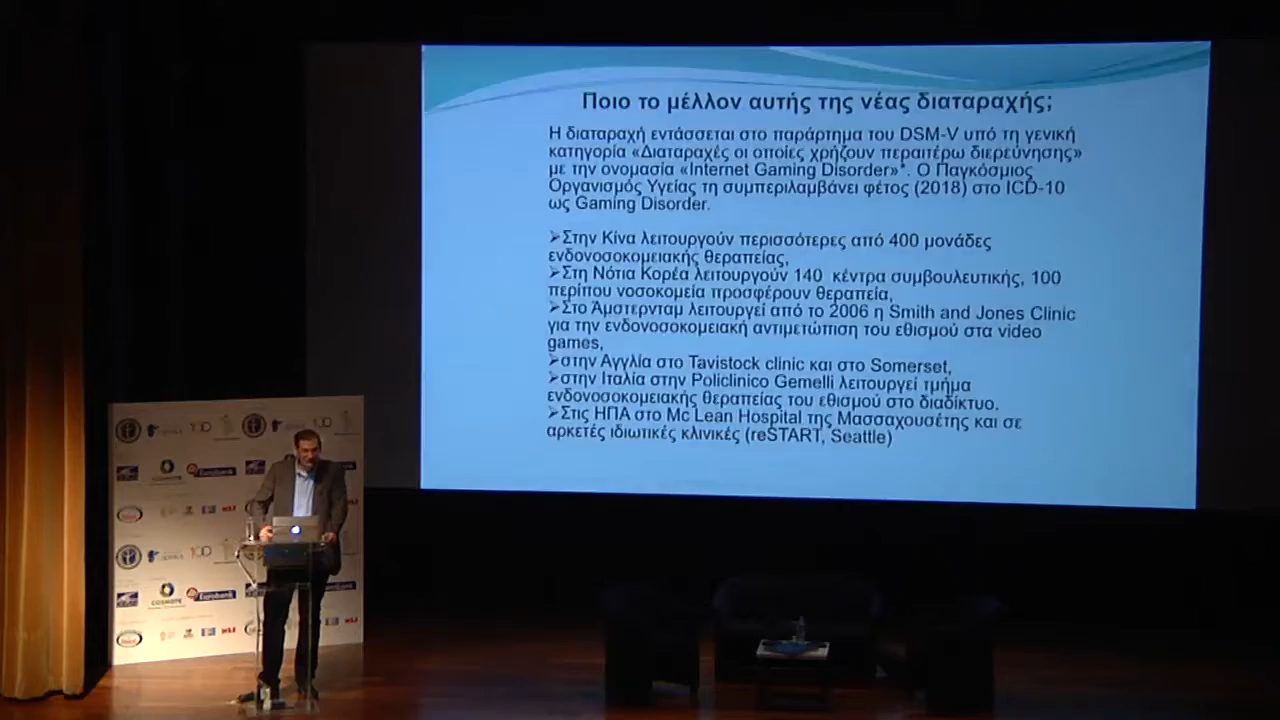 Ποιο το μέλλον αυτής της νέας διαταραχής;
Η διαταραχή εντάσσεται στο παράρτημα του DSM-V υπό τη γενική
κατηγορία «Διαταραχές οι οποίες χρήζουν περαιτέρω διερεύνησης»
με την ονομασία «Internet Gaming Disorder»*. Ο Παγκόσμιος
Οργανισμός Υγείας τη συμπεριλαμβάνει φέτος (2018) στο ICD-10
ως Gaming Disorder.
➢Στην Κίνα λειτουργούν περισσότερες από 400 μονάδες
ενδονοσοκομειακής θεραπείας,
➢Στη Νότια Κορέα λειτουργούν 140 κέντρα συμβουλευτικής, 100
περίπου νοσοκομεία προσφέρουν θεραπεία,
➢Στο Άμστερνταμ λειτουργεί από το 2006 η Smith and Jones Clinic
για την ενδονοσοκομειακή αντιμετώπιση του εθισμού στα video
games,
➢στην Αγγλία στο Tavistock clinic και στο Somerset,
➢στην Ιταλία στην Policlinico Gemelli λειτουργεί τμήμα
ενδονοσοκομειακής θεραπείας του εθισμού στο διαδίκτυο.
➢Στις ΗΠΑ στο Mc Lean Hospital της Μασσαχουσέτης και σε
αρκετές ιδιωτικές κλινικές (reSTART, Seattle)
COSMOTE
Eurobank
COSMOTE
Eurobank